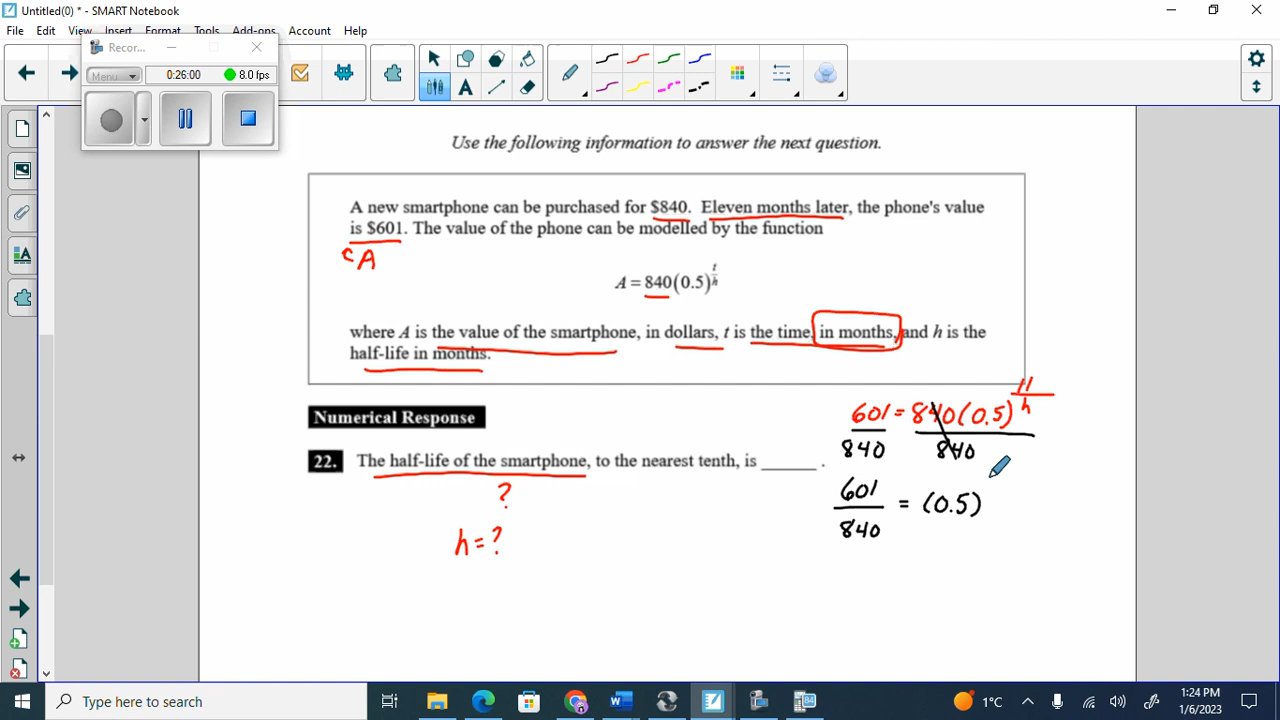 Untitled(0) * - SMART Notebook
File Edit View Insert Format Tools Add-ons Account Help
Recor...
Menu 0:26:00 8.0 fps
Use the following information to answer the next question.
A new smartphone can be purchased for $840. Eleven months later, the phone's value
is $601. The value of the phone can be modelled by the function
A
A = 840(0.5)^(t/h)
where A is the value of the smartphone, in dollars, t is the time, in months, and h is the
half-life in months.
Numerical Response
601 = 840(0.5)^(11/h)
840 840
22. The half-life of the smartphone, to the nearest tenth, is ______ .
?
601/840 = (0.5)
h = ?
Type here to search
1°C
1:24 PM
1/6/2023